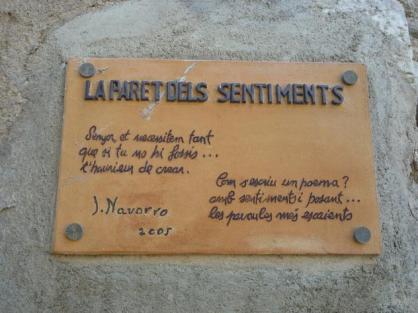 LA PARET DELS SENTIMENTS
Senyor et necessitem tant
que si tu no hi fossis...
t'hauriem de crear.
Com s'escriu un poema?
amb sentiment i posant...
les paraules més escaients
J. Navarro
2005